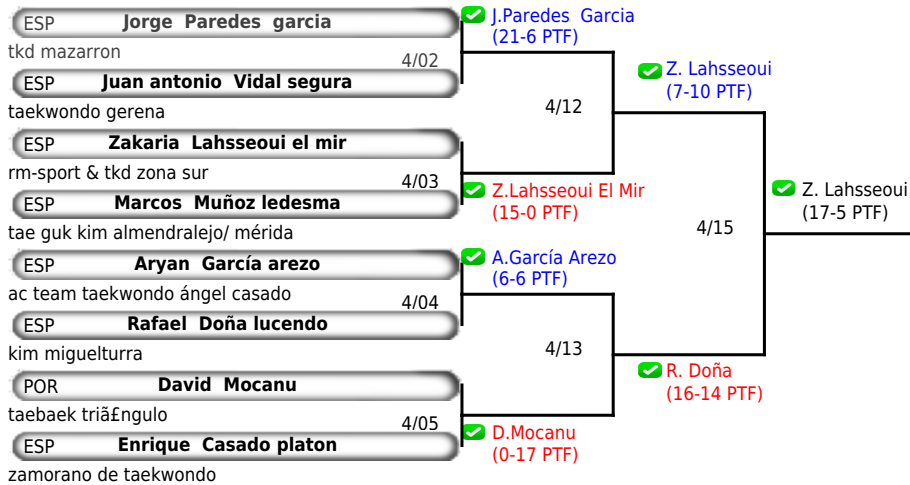 ESP Jorge Paredes garcia
tkd mazarron
4/02
ESP Juan antonio Vidal segura
taekwondo gerena
ESP Zakaria Lahsseoui el mir
rm-sport & tkd zona sur
4/03
ESP Marcos Muñoz ledesma
tae guk kim almendralejo/ mérida
ESP Aryan García arezo
ac team taekwondo ángel casado
4/04
ESP Rafael Doña lucendo
kim miguelturra
POR David Mocanu
taebaek triã£ngulo
4/05
ESP Enrique Casado platon
zamorano de taekwondo
J.Paredes Garcia
(21-6 PTF)
4/12
Z.Lahsseoui El Mir
(15-0 PTF)
A.García Arezo
(6-6 PTF)
4/13
D.Mocanu
(0-17 PTF)
Z. Lahsseoui
(7-10 PTF)
4/15
R. Doña
(16-14 PTF)
Z. Lahsseoui
(17-5 PTF)